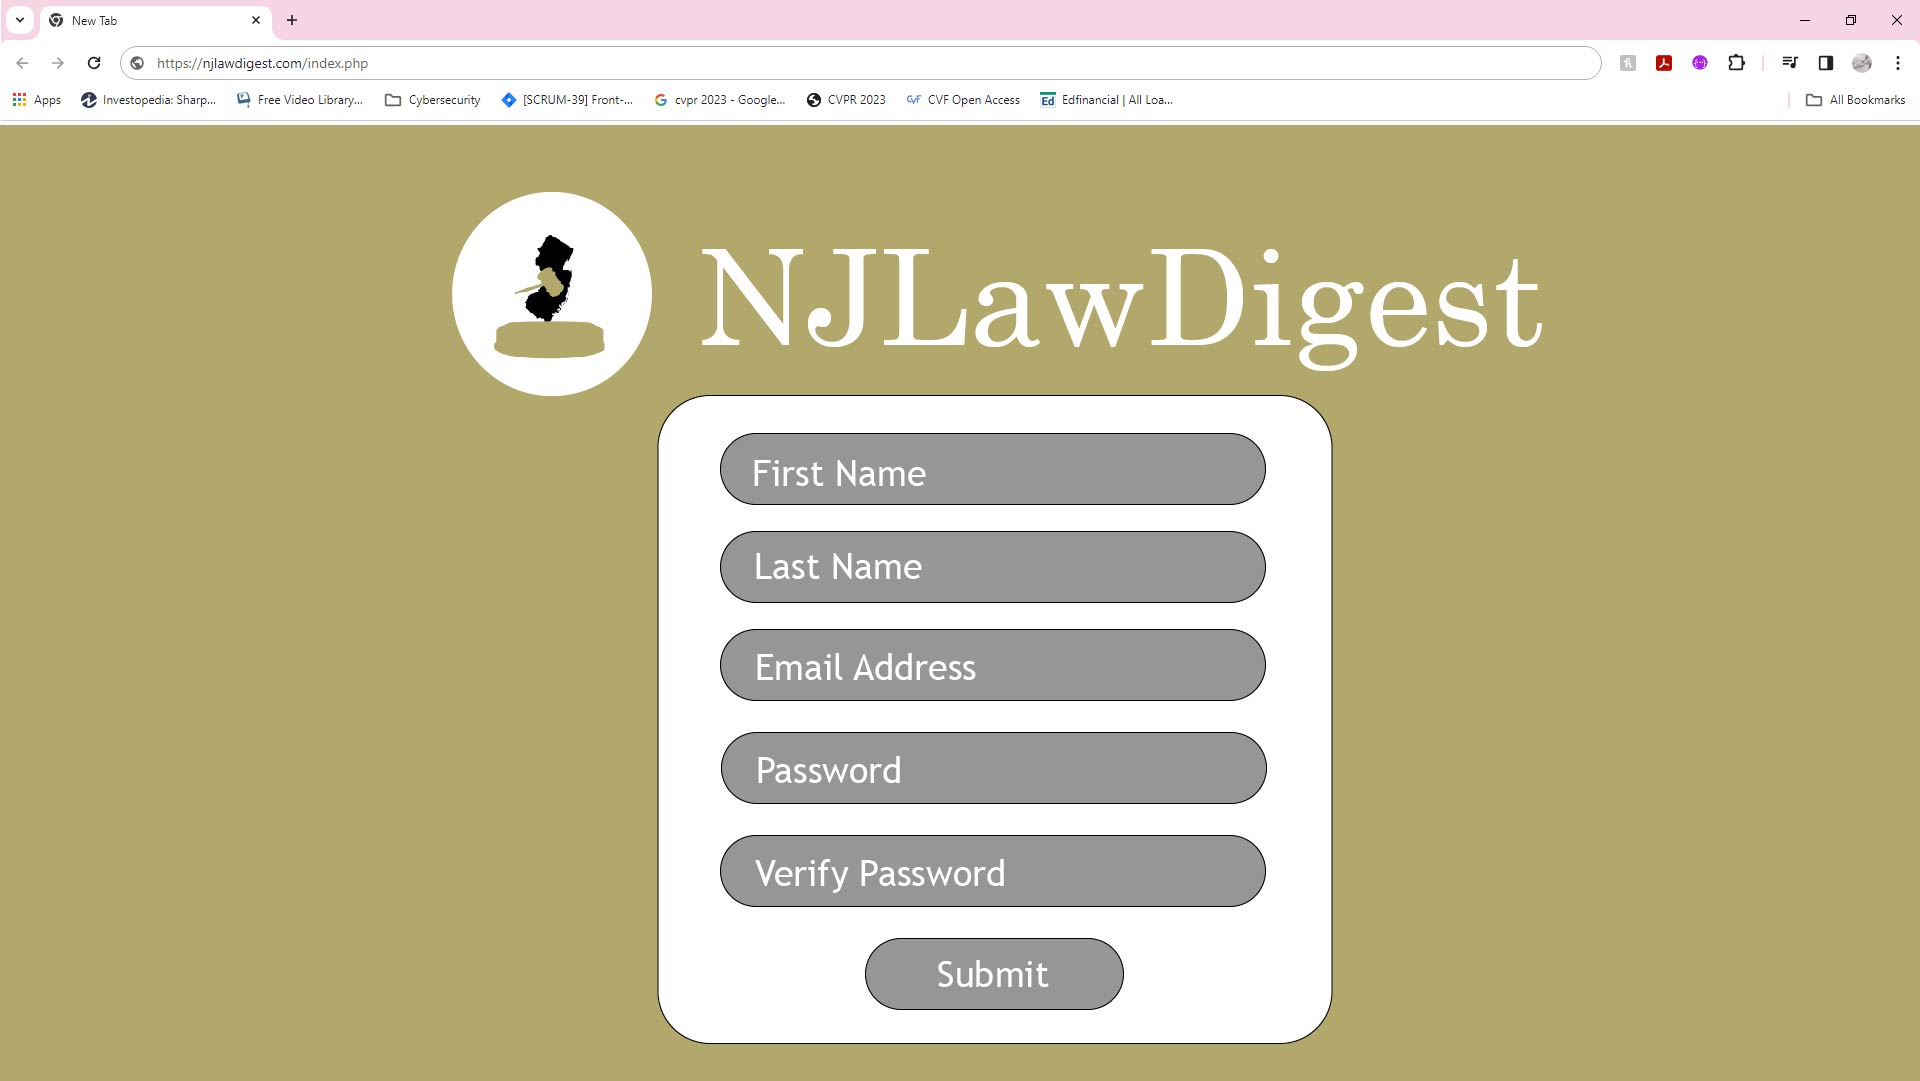 New Tab
https://njlawdigest.com/index.php
Apps Investopedia: Sharp... Free Video Library... Cybersecurity [SCRUM-39] Front-... cvpr 2023 - Google... CVPR 2023 CVF Open Access Edfinancial | All Loa... All Bookmarks
NJLawDigest
First Name
Last Name
Email Address
Password
Verify Password
Submit